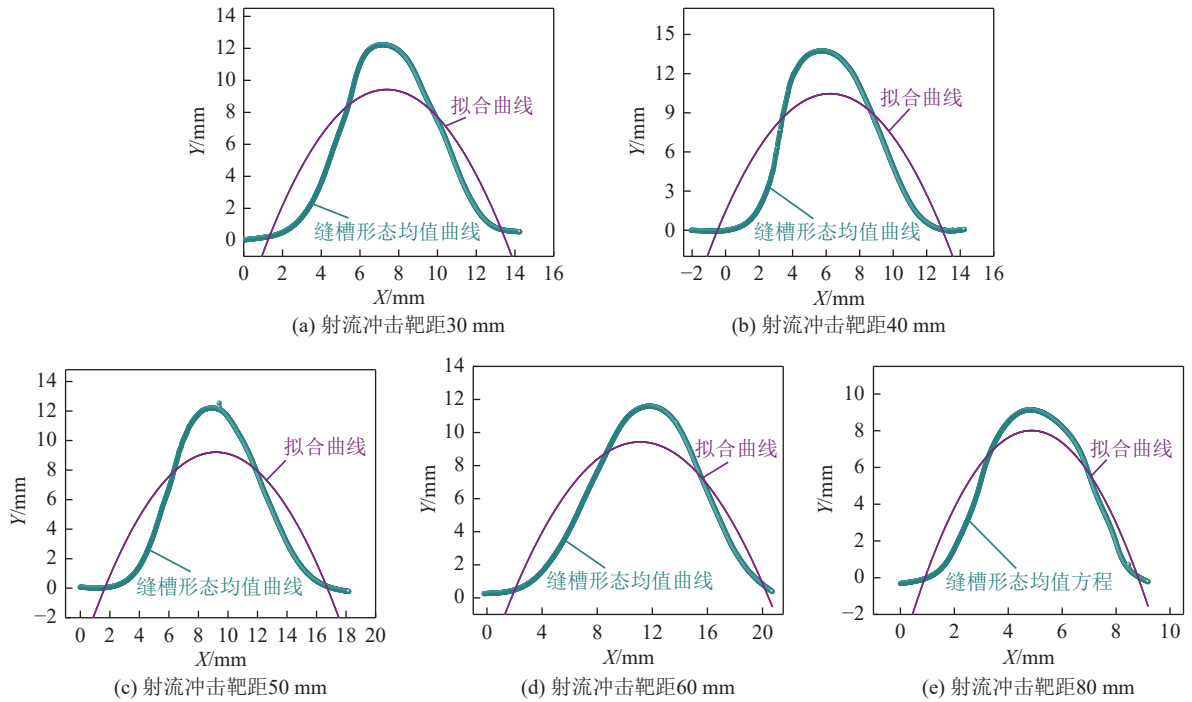 14
12
10
8
6
4
2
0
Y/mm
拟合曲线
缝槽形态均值曲线
0 2 4 6 8 10 12 14 16
X/mm
(a) 射流冲击靶距30 mm
15
12
9
6
3
0
Y/mm
拟合曲线
缝槽形态均值曲线
−2 0 2 4 6 8 10 12 14 16
X/mm
(b) 射流冲击靶距40 mm
14
12
10
8
6
4
2
0
−2
Y/mm
拟合曲线
缝槽形态均值曲线
0 2 4 6 8 10 12 14 16 18 20
X/mm
(c) 射流冲击靶距50 mm
14
12
10
8
6
4
2
0
Y/mm
拟合曲线
缝槽形态均值曲线
0 4 8 12 16 20
X/mm
(d) 射流冲击靶距60 mm
10
8
6
4
2
0
−2
Y/mm
拟合曲线
缝槽形态均值方程
0 2 4 6 8 10
X/mm
(e) 射流冲击靶距80 mm